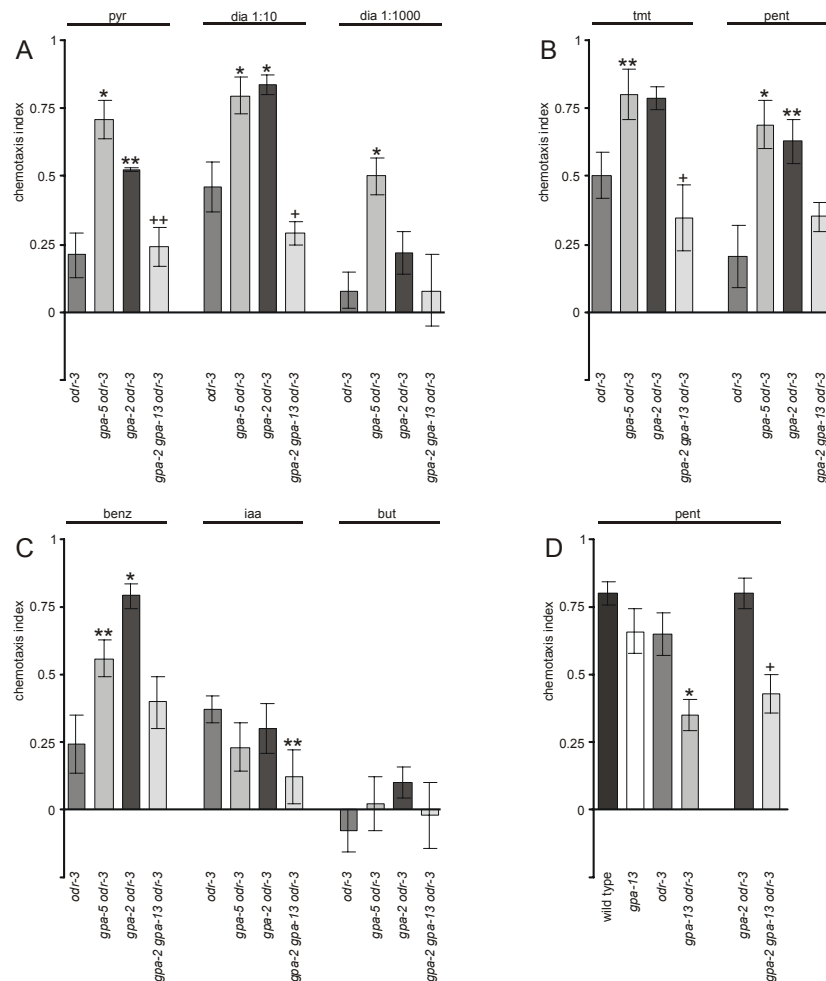 pyr dia 1:10 dia 1:1000
A
chemotaxis index
1
0.75
0.5
0.25
0
* ** ++
* * +
*
odr-3 gpa-5 odr-3 gpa-2 odr-3 gpa-2 gpa-13 odr-3
odr-3 gpa-5 odr-3 gpa-2 odr-3 gpa-2 gpa-13 odr-3
odr-3 gpa-5 odr-3 gpa-2 odr-3 gpa-2 gpa-13 odr-3
tmt pent
B
chemotaxis index
1
0.75
0.5
0.25
0
** +
* **
odr-3 gpa-5 odr-3 gpa-2 odr-3 gpa-2 gpa-13 odr-3
odr-3 gpa-5 odr-3 gpa-2 odr-3 gpa-2 gpa-13 odr-3
benz iaa but
C
chemotaxis index
1
0.75
0.5
0.25
0
** *
**
odr-3 gpa-5 odr-3 gpa-2 odr-3 gpa-2 gpa-13 odr-3
odr-3 gpa-5 odr-3 gpa-2 odr-3 gpa-2 gpa-13 odr-3
odr-3 gpa-5 odr-3 gpa-2 odr-3 gpa-2 gpa-13 odr-3
pent
D
chemotaxis index
1
0.75
0.5
0.25
0
* +
wild type gpa-13 odr-3 gpa-13 odr-3
gpa-2 odr-3 gpa-2 gpa-13 odr-3